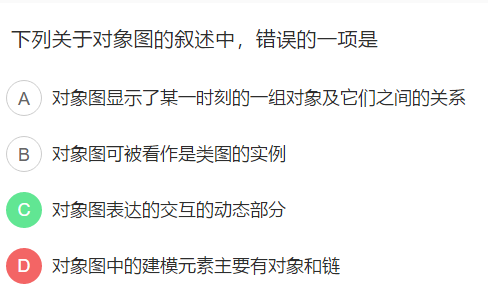 下列关于对象图的叙述中，错误的一项是
A 对象图显示了某一时刻的一组对象及它们之间的关系
B 对象图可被看作是类图的实例
C 对象图表达的交互的动态部分
D 对象图中的建模元素主要有对象和链